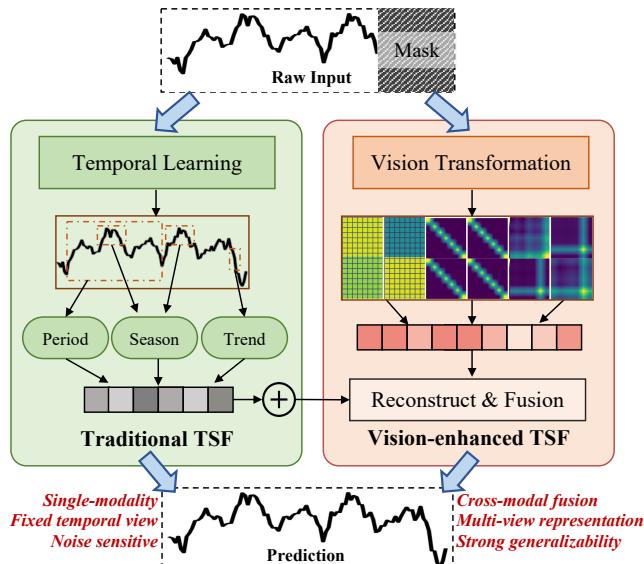 Mask
Raw Input
Temporal Learning
Vision Transformation
Period
Season
Trend
+
Reconstruct & Fusion
Traditional TSF
Vision-enhanced TSF
Single-modality
Fixed temporal view
Noise sensitive
Cross-modal fusion
Multi-view representation
Strong generalizability
Prediction